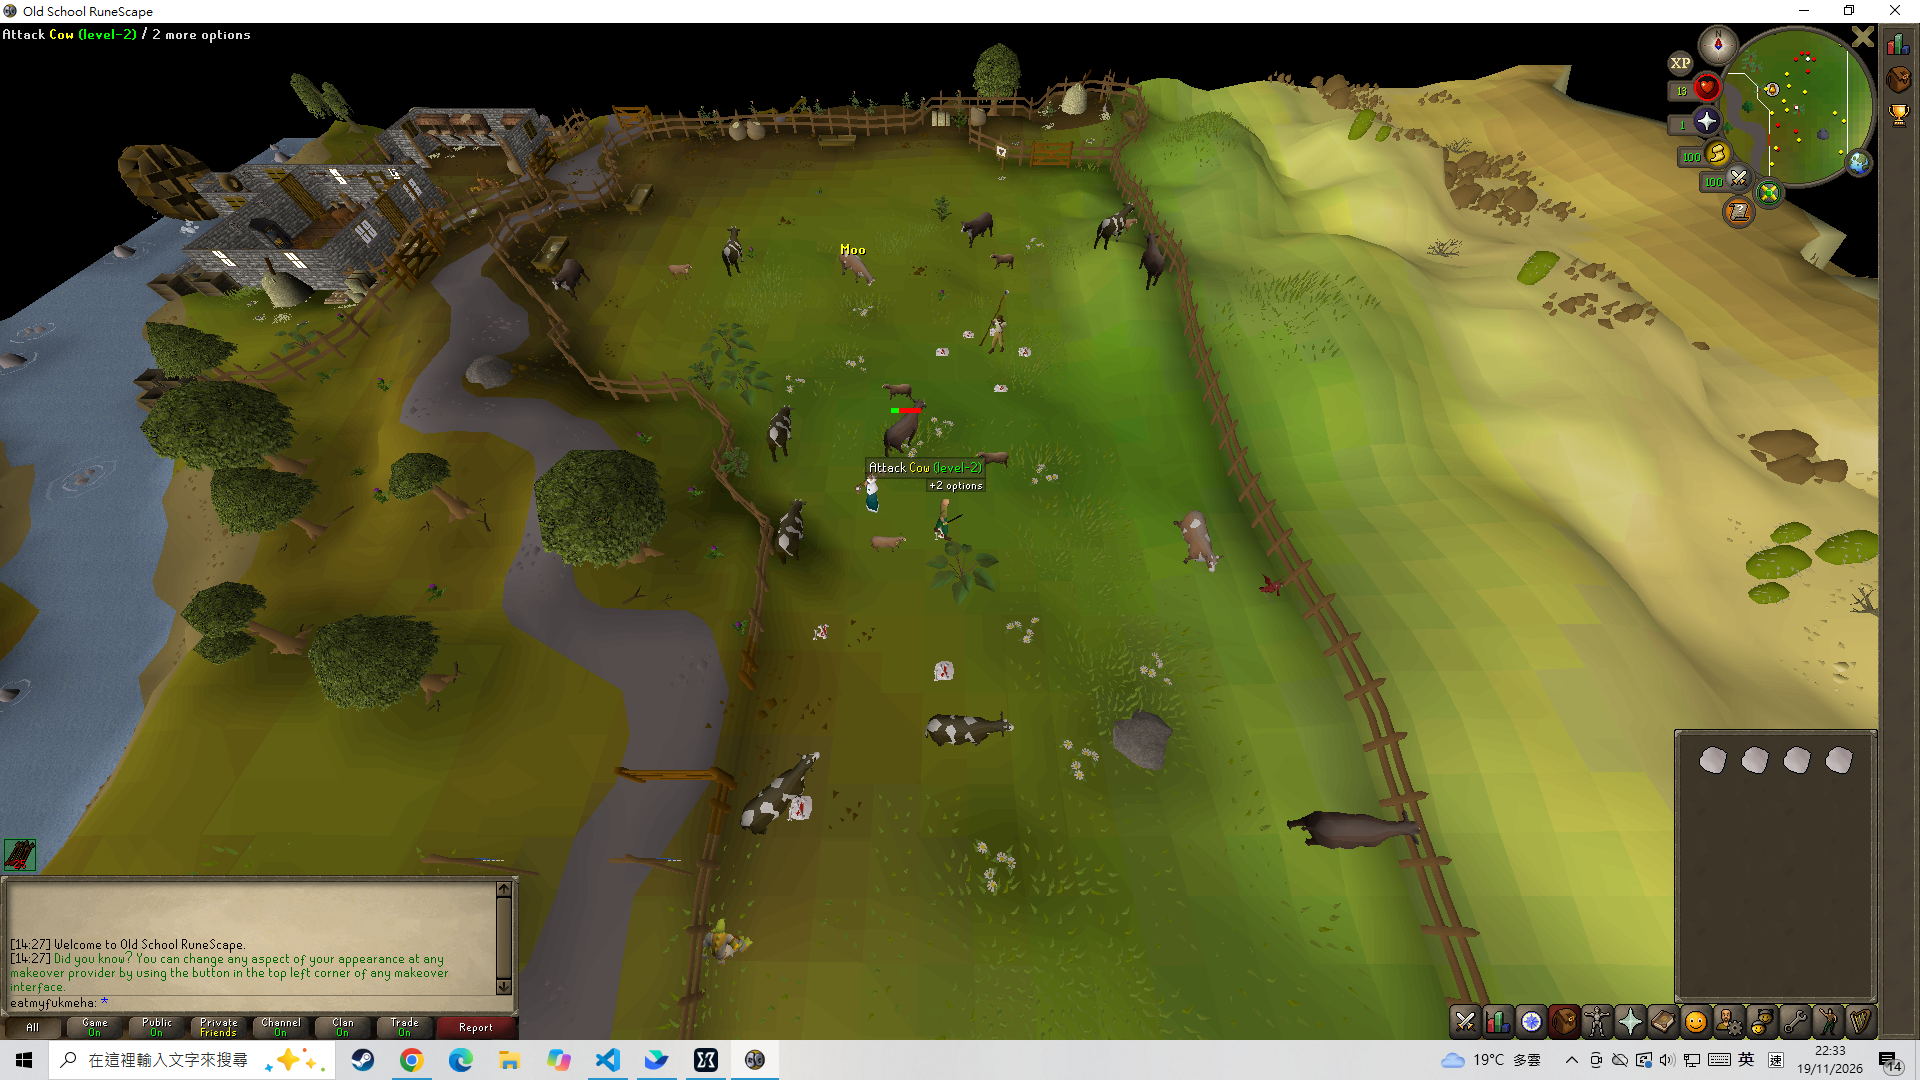 Old School RuneScape
Attack Cow (level-2) / 2 more options
N
XP
13
1
100
100
Moo
Attack Cow (level-2)
+2 options
25
[14:27] Welcome to Old School RuneScape.
[14:27] Did you know? You can change any aspect of your appearance at any
makeover provider by using the button in the top left corner of any makeover
interface.
eatmyfukmeha: *
All
Game
On
Public
On
Private
Friends
Channel
On
Clan
On
Trade
On
Report
在這裡輸入文字來搜尋
19°C 多雲
英
速
22:33
19/11/2026
14